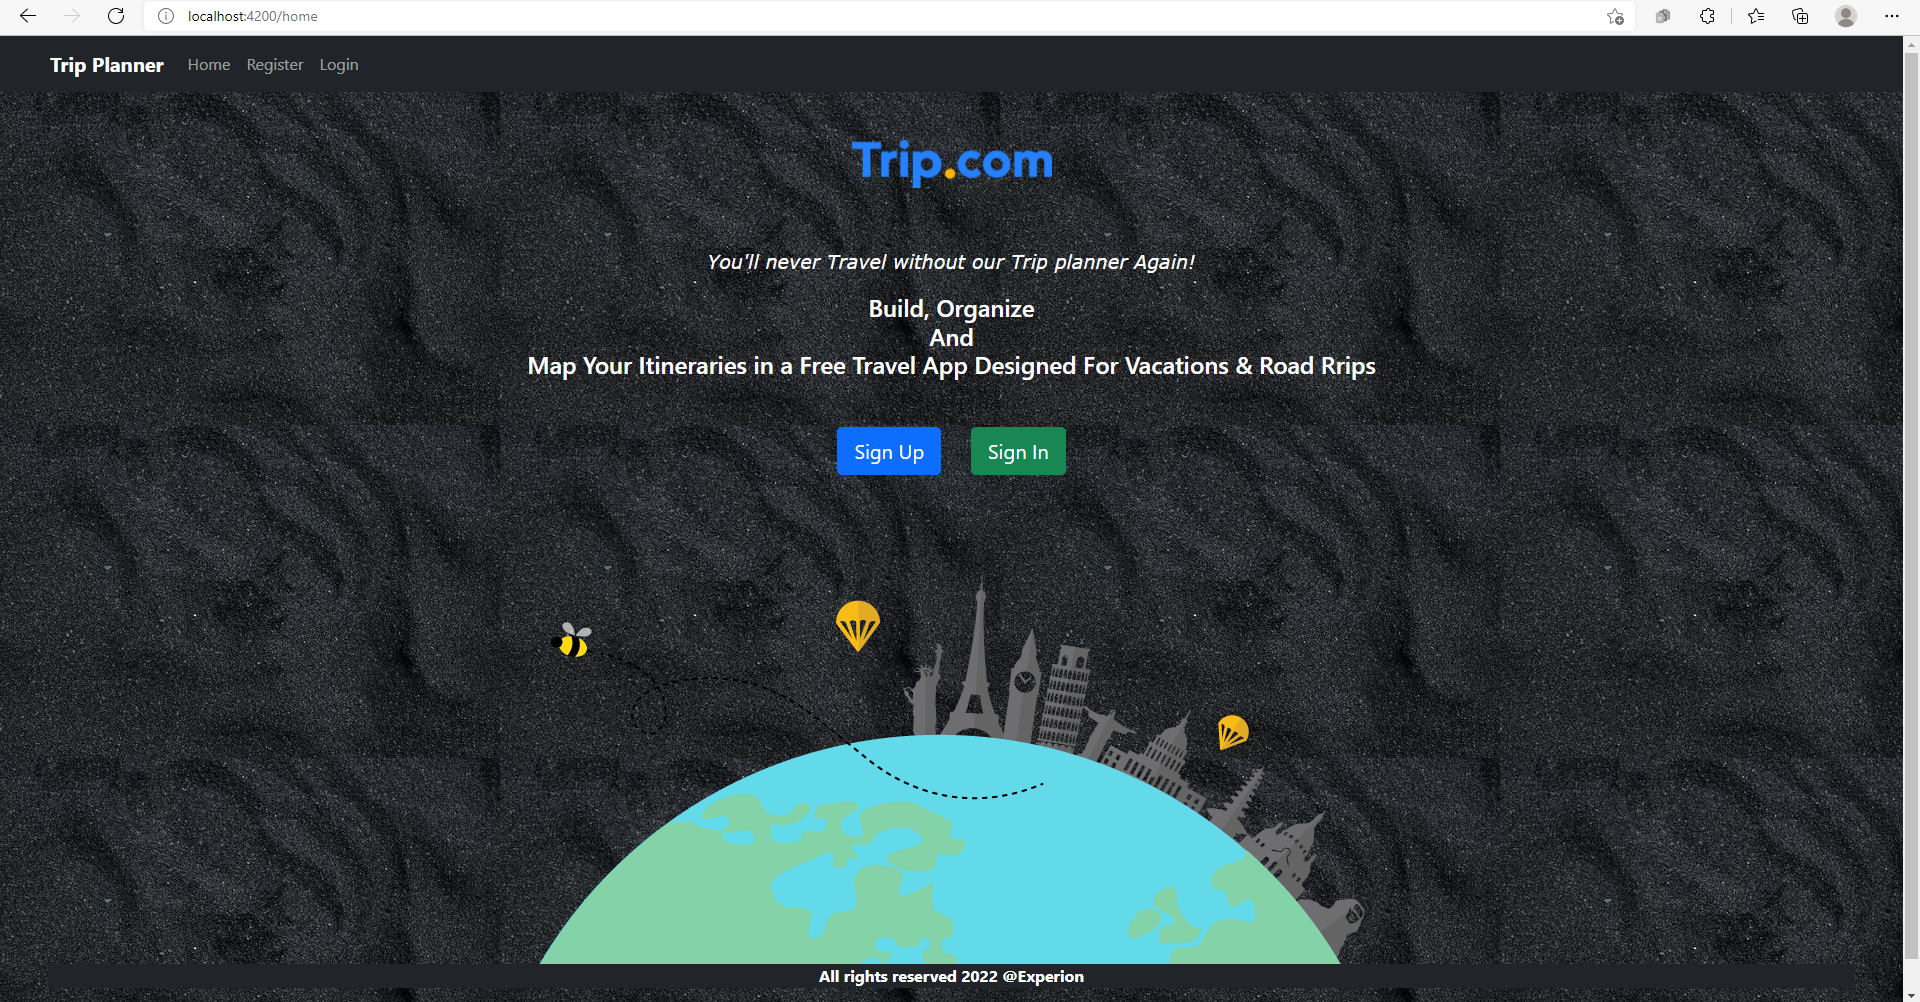 localhost:4200/home
Trip Planner Home Register Login
Trip.com
You'll never Travel without our Trip planner Again!
Build, Organize
And
Map Your Itineraries in a Free Travel App Designed For Vacations & Road Rrips
Sign Up Sign In
All rights reserved 2022 @Experion